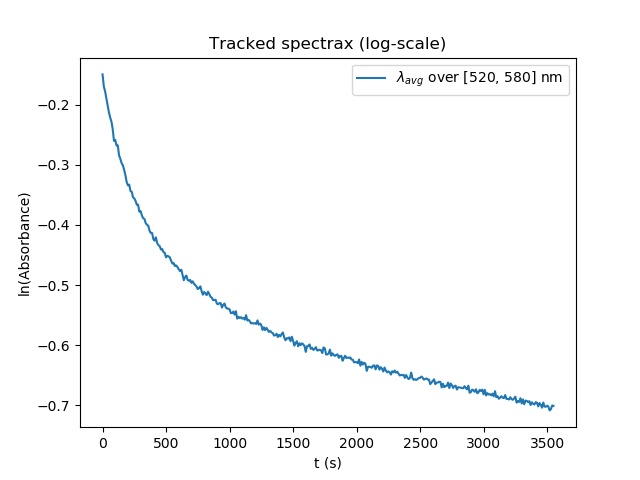 Tracked spectrax (log-scale)
λavg over [520, 580] nm
−0.2
−0.3
−0.4
−0.5
−0.6
−0.7
ln(Absorbance)
0 500 1000 1500 2000 2500 3000 3500
t (s)